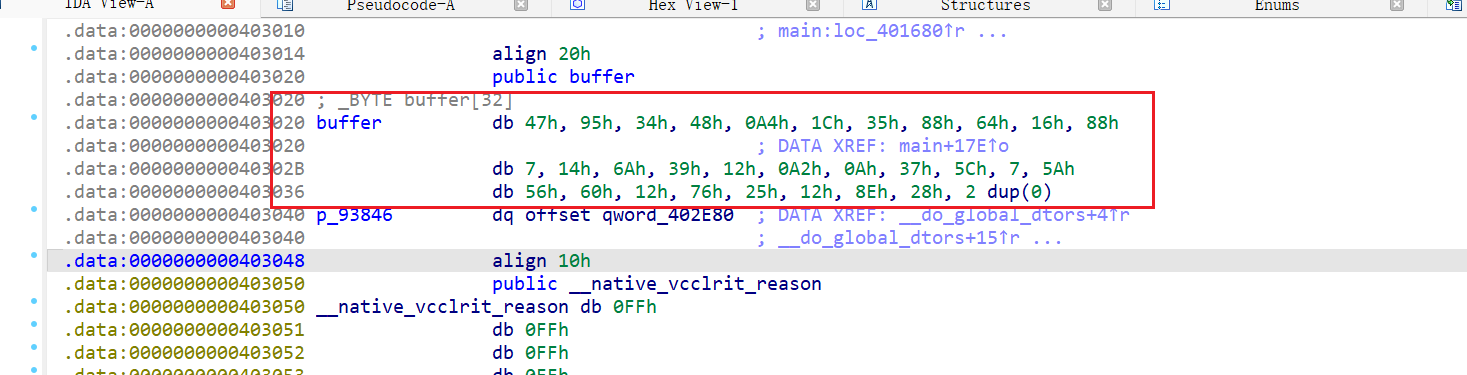 IDA View-A Pseudocode-A Hex View-1 Structures Enums
.data:0000000000403010 ; main:loc_401680↑r ...
.data:0000000000403014 align 20h
.data:0000000000403020 public buffer
.data:0000000000403020 ; _BYTE buffer[32]
.data:0000000000403020 buffer db 47h, 95h, 34h, 48h, 0A4h, 1Ch, 35h, 88h, 64h, 16h, 88h
.data:0000000000403020 ; DATA XREF: main+17E↑o
.data:000000000040302B db 7, 14h, 6Ah, 39h, 12h, 0A2h, 0Ah, 37h, 5Ch, 7, 5Ah
.data:0000000000403036 db 56h, 60h, 12h, 76h, 25h, 12h, 8Eh, 28h, 2 dup(0)
.data:0000000000403040 p_93846 dq offset qword_402E80 ; DATA XREF: __do_global_dtors+4↑r
.data:0000000000403040 ; __do_global_dtors+15↑r ...
.data:0000000000403048 align 10h
.data:0000000000403050 public __native_vcclrit_reason
.data:0000000000403050 __native_vcclrit_reason db 0FFh
.data:0000000000403051 db 0FFh
.data:0000000000403052 db 0FFh
.data:0000000000403053 db 0FFh